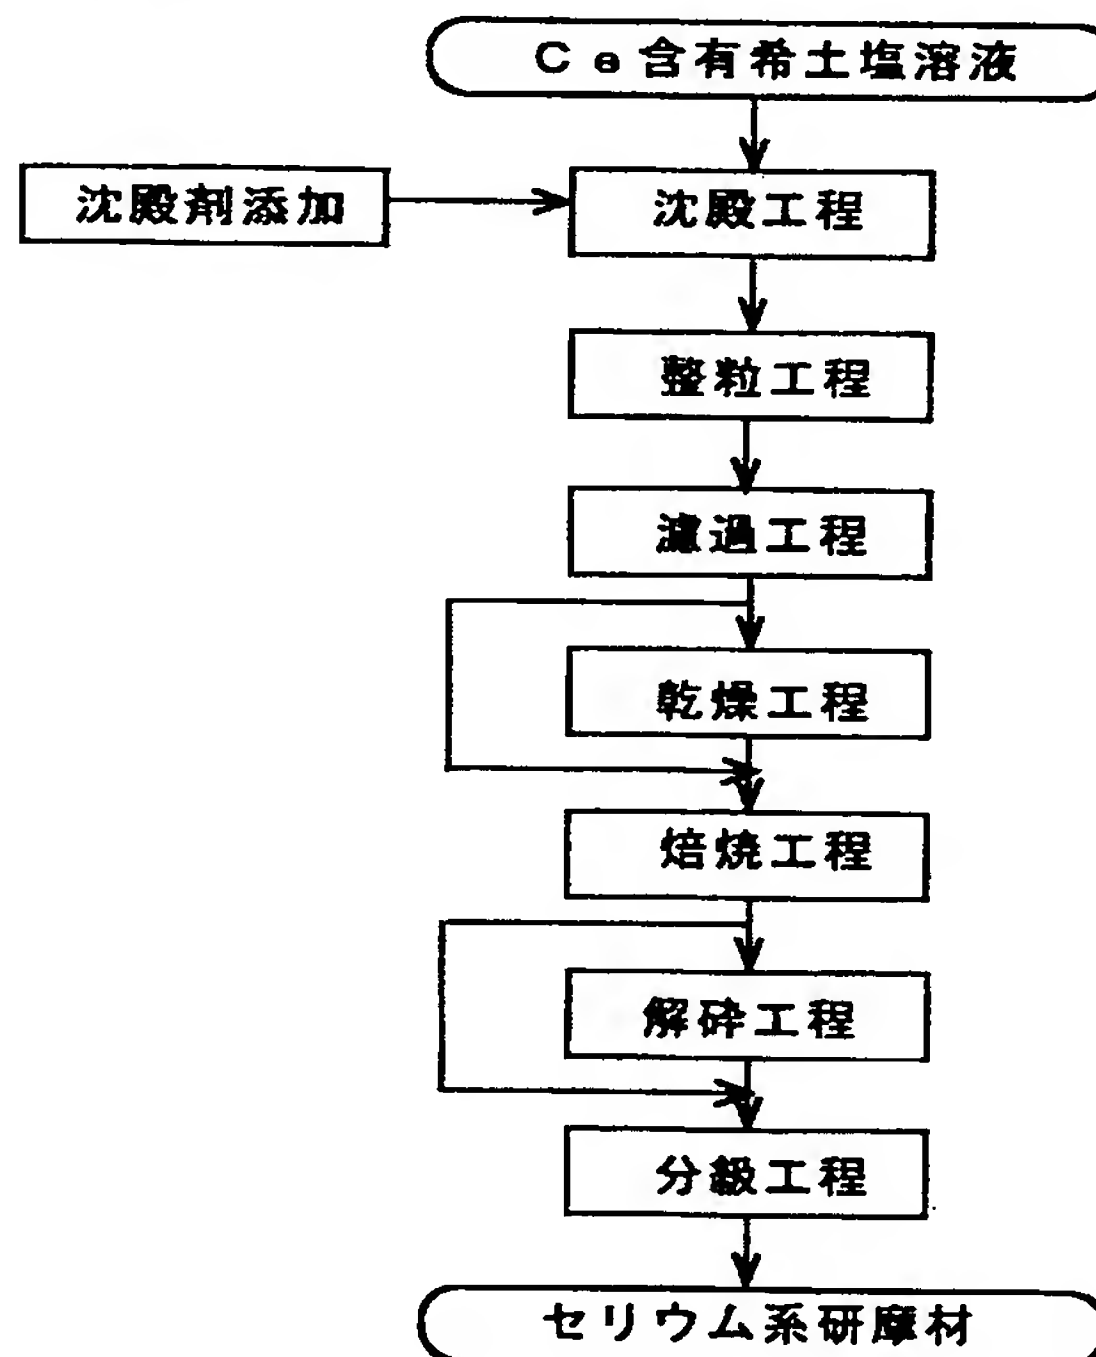 Ce含有希土塩溶液
沈殿剤添加
沈殿工程
整粒工程
濾過工程
乾燥工程
焙焼工程
解砕工程
分級工程
セリウム系研摩材